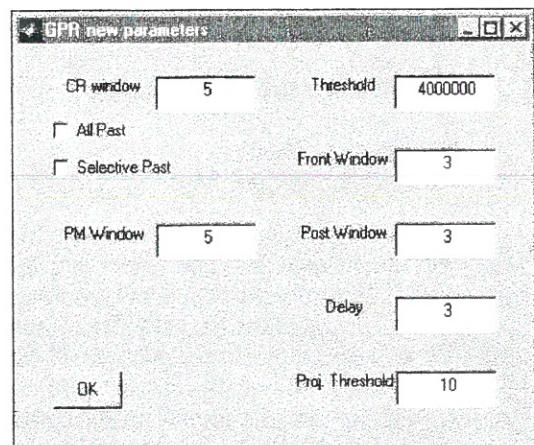 GPR new parameters
CR window 5 Threshold 4000000
All Past
Selective Past Front Window 3
PM Window 5 Post Window 3
Delay 3
OK Proj. Threshold 10